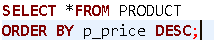 SELECT *FROM PRODUCT
ORDER BY p_price DESC;